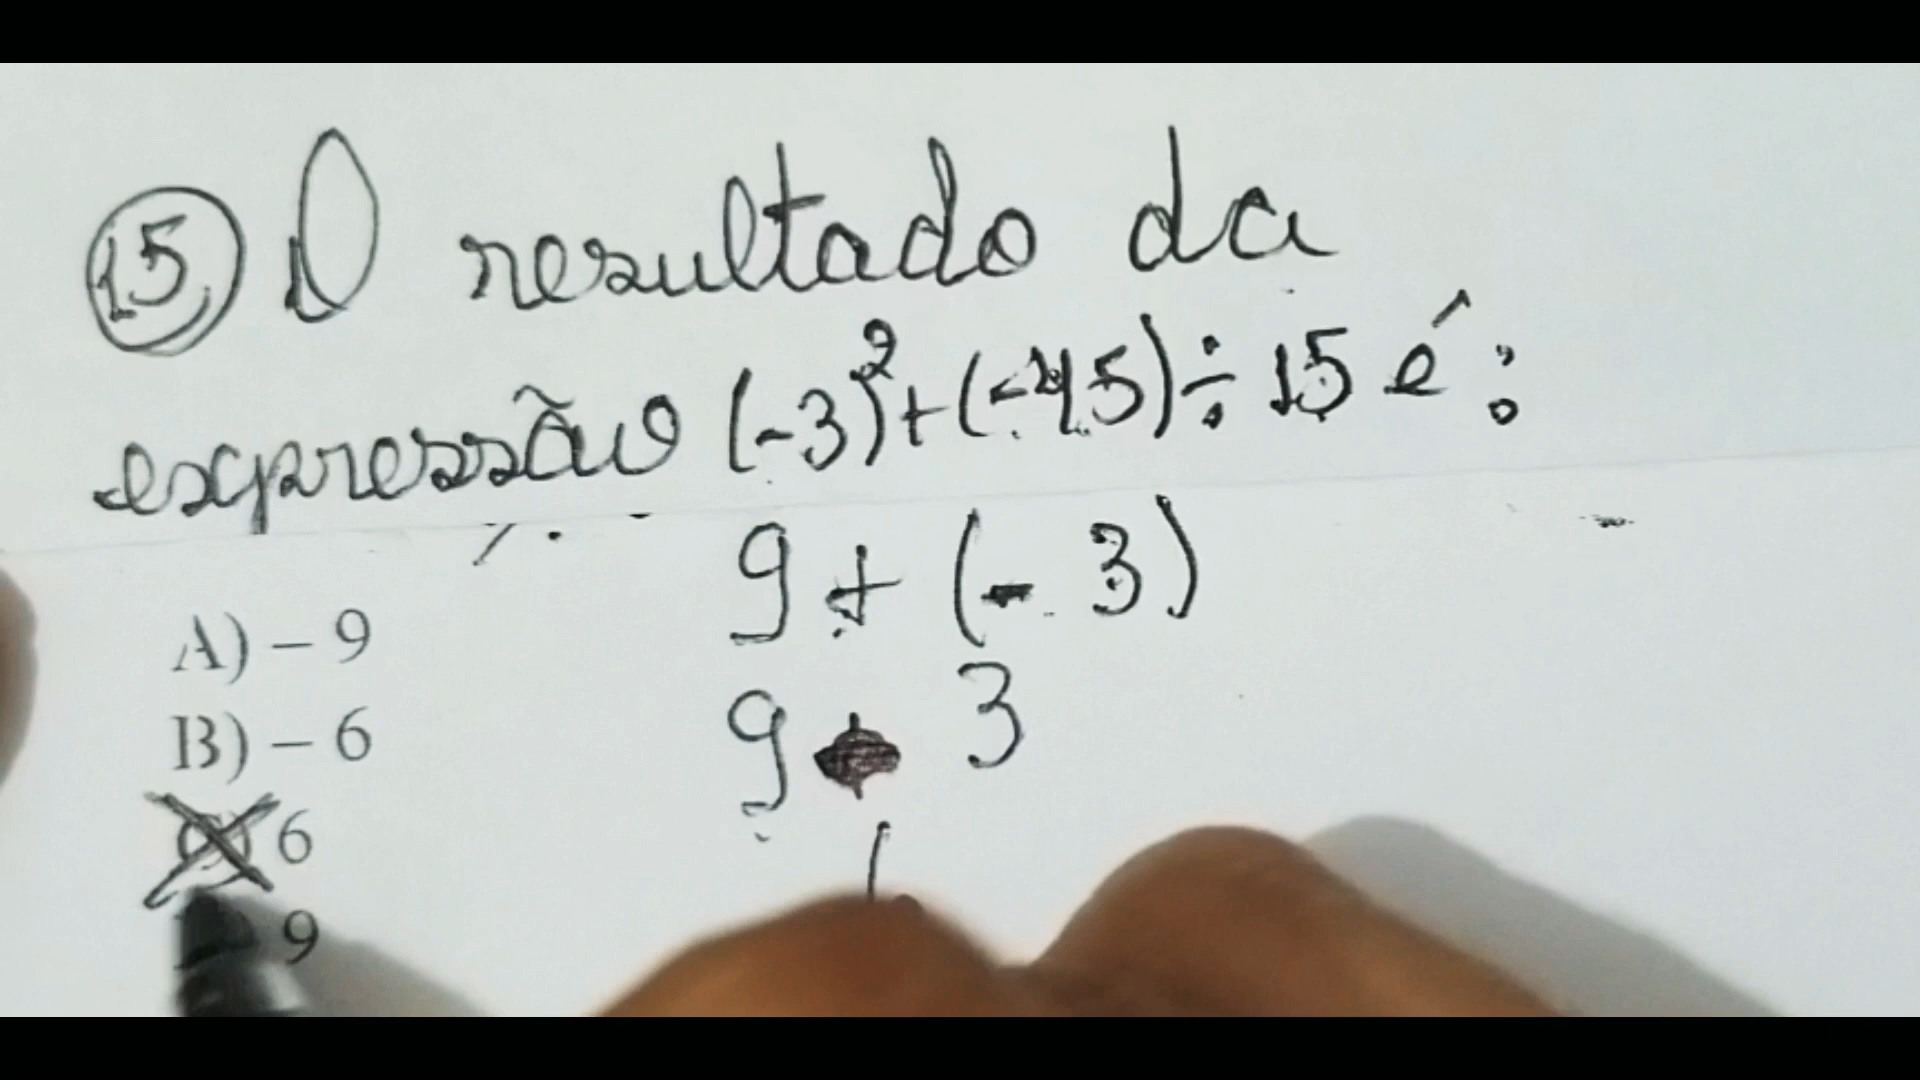 15 O resultado da
expressão (-3)²+(-45)÷15 é:
9+(-3)
A) – 9
9 3
B) – 6
6
9